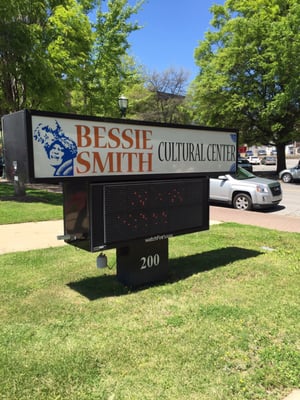 BESSIE
SMITH
CULTURAL CENTER
200